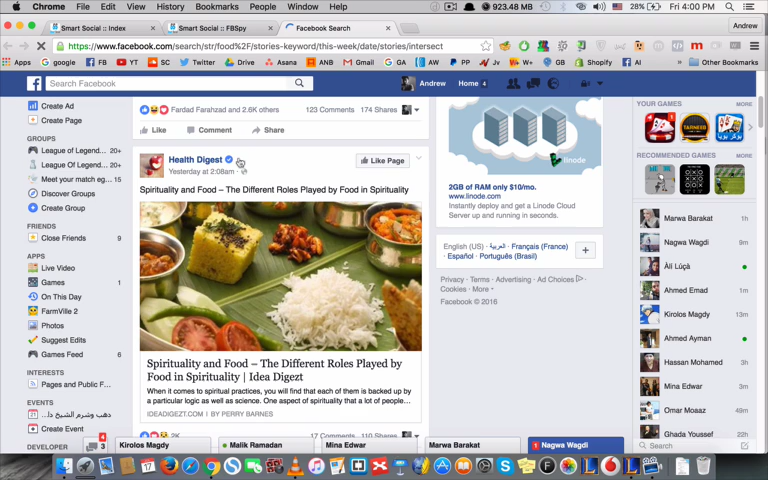 Chrome File Edit View History Bookmarks People Window Help 923.48 MB 28% Fri 4:00 PM
Smart Social :: Index
Smart Social :: FBSpy
Facebook Search
Andrew
https://www.facebook.com/search/str/food%2F/stories-keyword/this-week/date/stories/intersect
Apps google FB YT SC Twitter Drive Asana ANB Gmail GA AW PP Jv G Shopify AI Other Bookmarks
Search Facebook
Andrew Home 4
Create Ad
Create Page
GROUPS
League of Legend... 20+
League Of Legend... 20+
Meet your match eg... 15
Discover Groups
Create Group
FRIENDS
Close Friends 9
APPS
Live Video
Games 1
On This Day
FarmVille 2
Photos
Suggest Edits
Games Feed 6
INTERESTS
Pages and Public F...
EVENTS
Create Event
DEVELOPER
4
3
Fardad Farahzad and 2.6K others 123 Comments 174 Shares
Like Comment Share
Health Digest
Yesterday at 2:08am ·
Like Page
Spirituality and Food – The Different Roles Played by Food in Spirituality
Spirituality and Food – The Different Roles Played by
Food in Spirituality | Idea Digezt
When it comes to spiritual practices, you will find that each of them is backed up by
a particular logic as well as science. One aspect of spirituality that a lot of people...
IDEADIGEZT.COM | BY PERRY BARNES
2K 17 Comments 110 Shares
linode
2GB of RAM only $10/mo.
www.linode.com
Instantly deploy and get a Linode Cloud
Server up and running in seconds.
English (US) · العربية · Français (France)
· Español · Português (Brasil)
Privacy · Terms · Advertising · Ad Choices
Cookies · More
Facebook © 2016
YOUR GAMES MORE
TARNEEB
RECOMMENDED GAMES MORE
Marwa Barakat 1h
Nagwa Wagdi 9m
Àlì Lúçà
Ahmed Emad 1m
Kirolos Magdy 13m
Ahmed Ayman
Hassan Mohamed 3h
Mina Edwar 3m
Omar Moaaz 49m
Ghada Youssef 22h
Search
Kirolos Magdy
Malik Ramadan
Mina Edwar
Marwa Barakat
1 Nagwa Wagdi
17